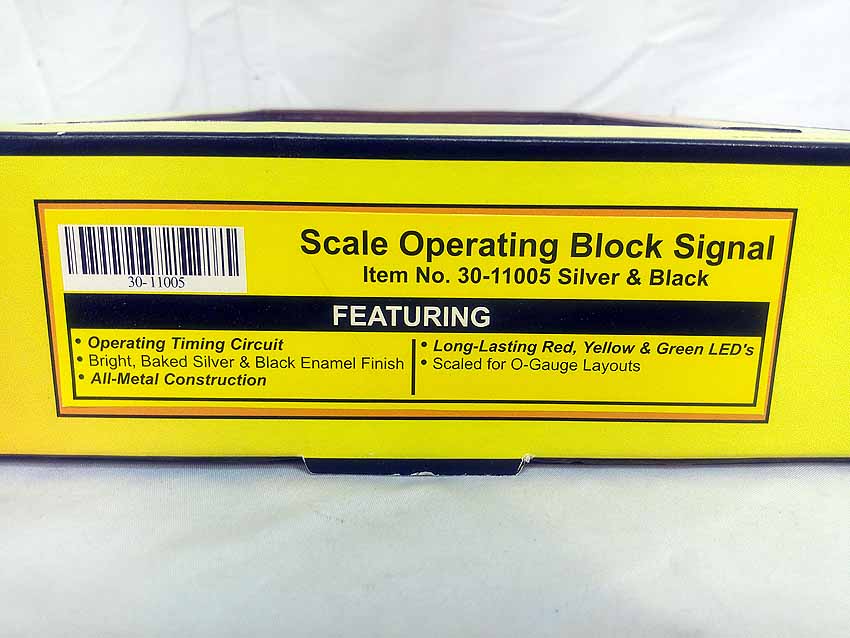 30-11005
Scale Operating Block Signal
Item No. 30-11005 Silver & Black
FEATURING
• Operating Timing Circuit
• Bright, Baked Silver & Black Enamel Finish
• All-Metal Construction
• Long-Lasting Red, Yellow & Green LED's
• Scaled for O-Gauge Layouts